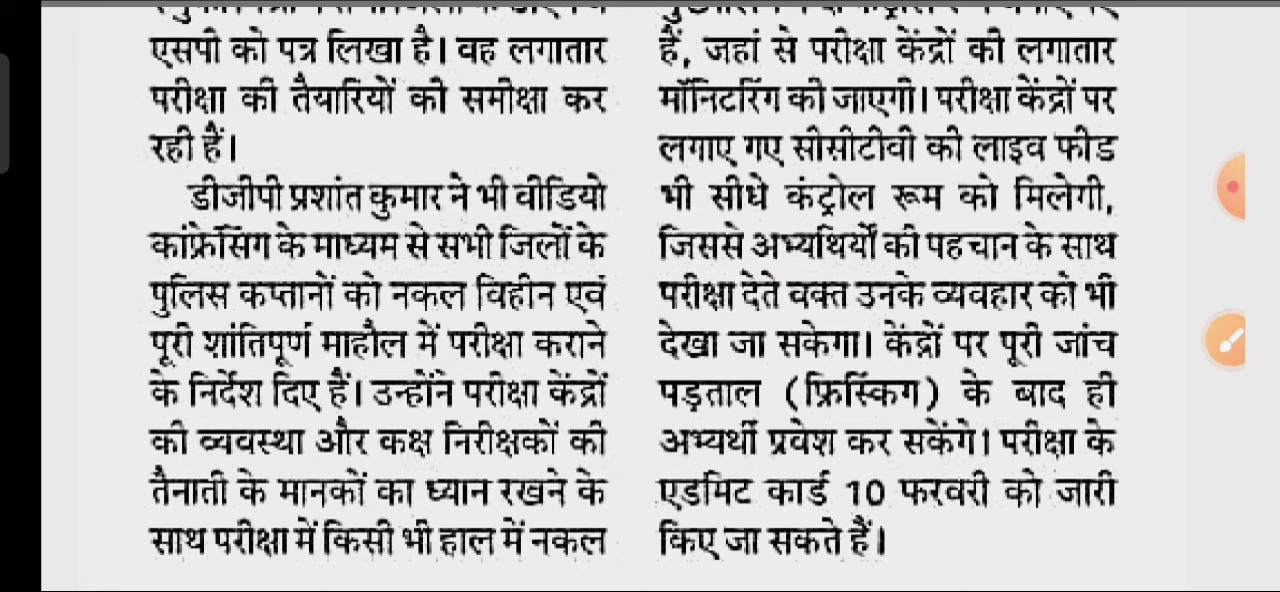 एसपी को पत्र लिखा है। वह लगातार
परीक्षा की तैयारियों की समीक्षा कर
रही हैं।
डीजीपी प्रशांत कुमार ने भी वीडियो
कांफ्रेसिंग के माध्यम से सभी जिलों के
पुलिस कप्तानों को नकल विहीन एवं
पूरी शांतिपूर्ण माहौल में परीक्षा कराने
के निर्देश दिए हैं। उन्होंने परीक्षा केंद्रों
की व्यवस्था और कक्ष निरीक्षकों की
तैनाती के मानकों का ध्यान रखने के
साथ परीक्षा में किसी भी हाल में नकल
हैं, जहां से परीक्षा केंद्रों की लगातार
मॉनिटरिंग की जाएगी। परीक्षा केंद्रों पर
लगाए गए सीसीटीवी की लाइव फीड
भी सीधे कंट्रोल रूम को मिलेगी,
जिससे अभ्यथिर्यों की पहचान के साथ
परीक्षा देते वक्त उनके व्यवहार को भी
देखा जा सकेगा। केंद्रों पर पूरी जांच
पड़ताल (फ्रिस्किंग) के बाद ही
अभ्यर्थी प्रवेश कर सकेंगे। परीक्षा के
एडमिट कार्ड 10 फरवरी को जारी
किए जा सकते हैं।